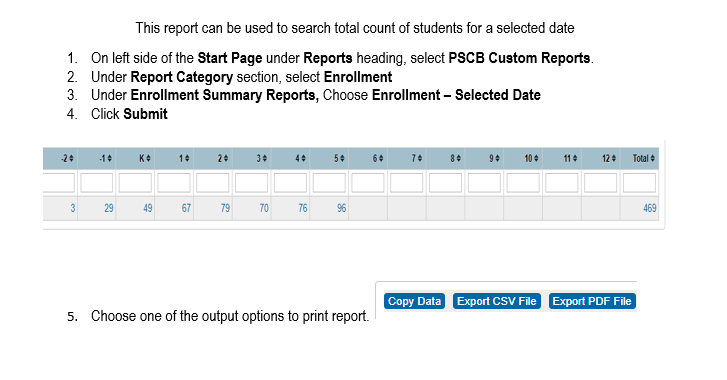 This report can be used to search total count of students for a selected date
1. On left side of the Start Page under Reports heading, select PSCB Custom Reports.
2. Under Report Category section, select Enrollment
3. Under Enrollment Summary Reports, Choose Enrollment – Selected Date
4. Click Submit
-2 -1 K 1 2 3 4 5 6 7 8 9 10 11 12 Total
3 29 49 67 79 70 76 96 469
Copy Data Export CSV File Export PDF File
5. Choose one of the output options to print report.